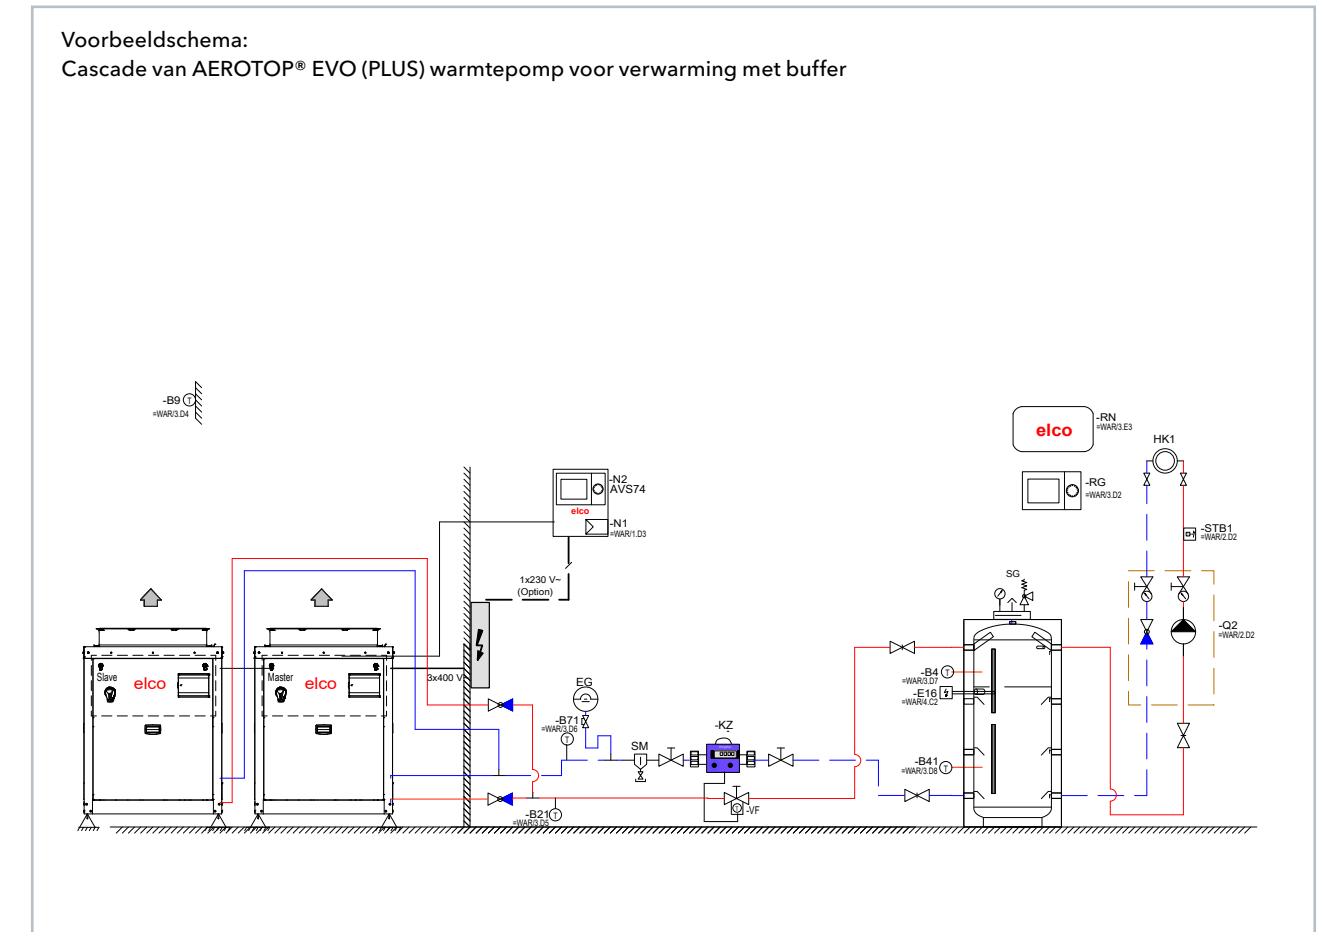 Voorbeeldschema:
Cascade van AEROTOP® EVO (PLUS) warmtepomp voor verwarming met buffer
-B9
T
=WAR/3.D4
elco
-RN
=WAR/3.E3
HK1
-N2
AVS74
elco
-N1
=WAR/1.D3
-RG
=WAR/3.D2
-STB1
=WAR/2.D2
1x230 V~
(Option)
SG
-Q2
=WAR/2.D2
Slave
elco
Master
elco
3x400 V
EG
-B4
T
=WAR/3.D7
-E16
=WAR/4.C2
-B71
=WAR/3.D6
T
SM
-KZ
-B41
T
=WAR/3.D8
-B21
T
=WAR/3.D5
T
-VF